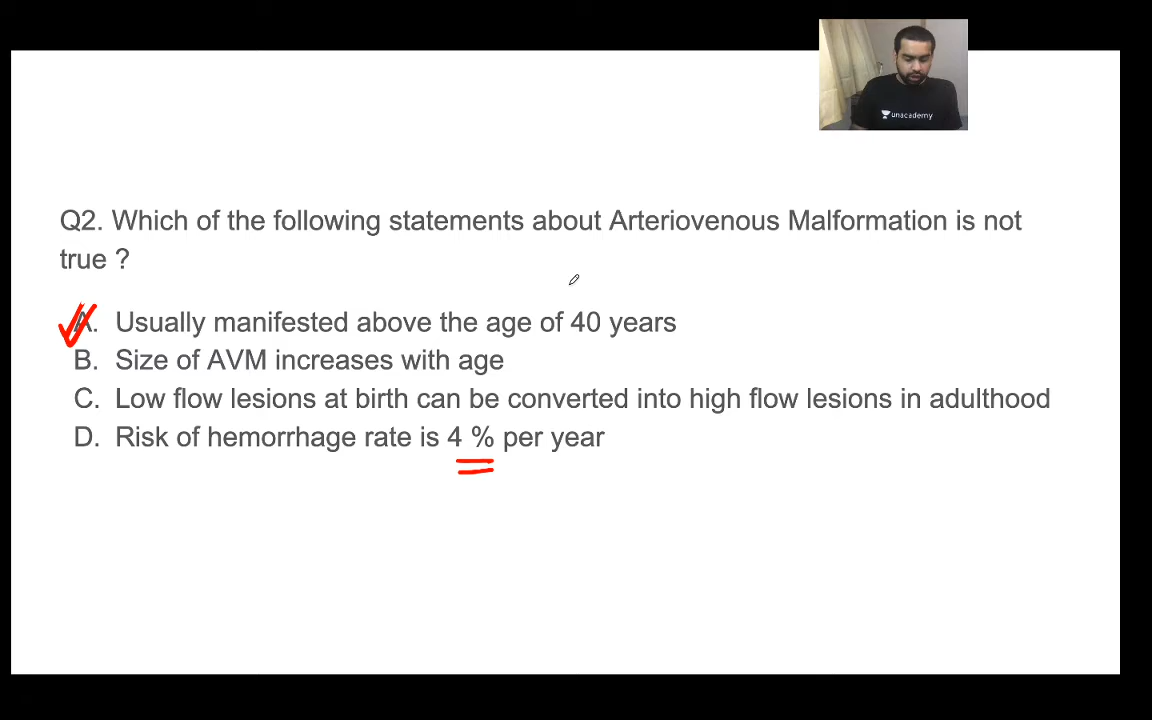 unacademy
Q2. Which of the following statements about Arteriovenous Malformation is not
true ?
A. Usually manifested above the age of 40 years
B. Size of AVM increases with age
C. Low flow lesions at birth can be converted into high flow lesions in adulthood
D. Risk of hemorrhage rate is 4 % per year